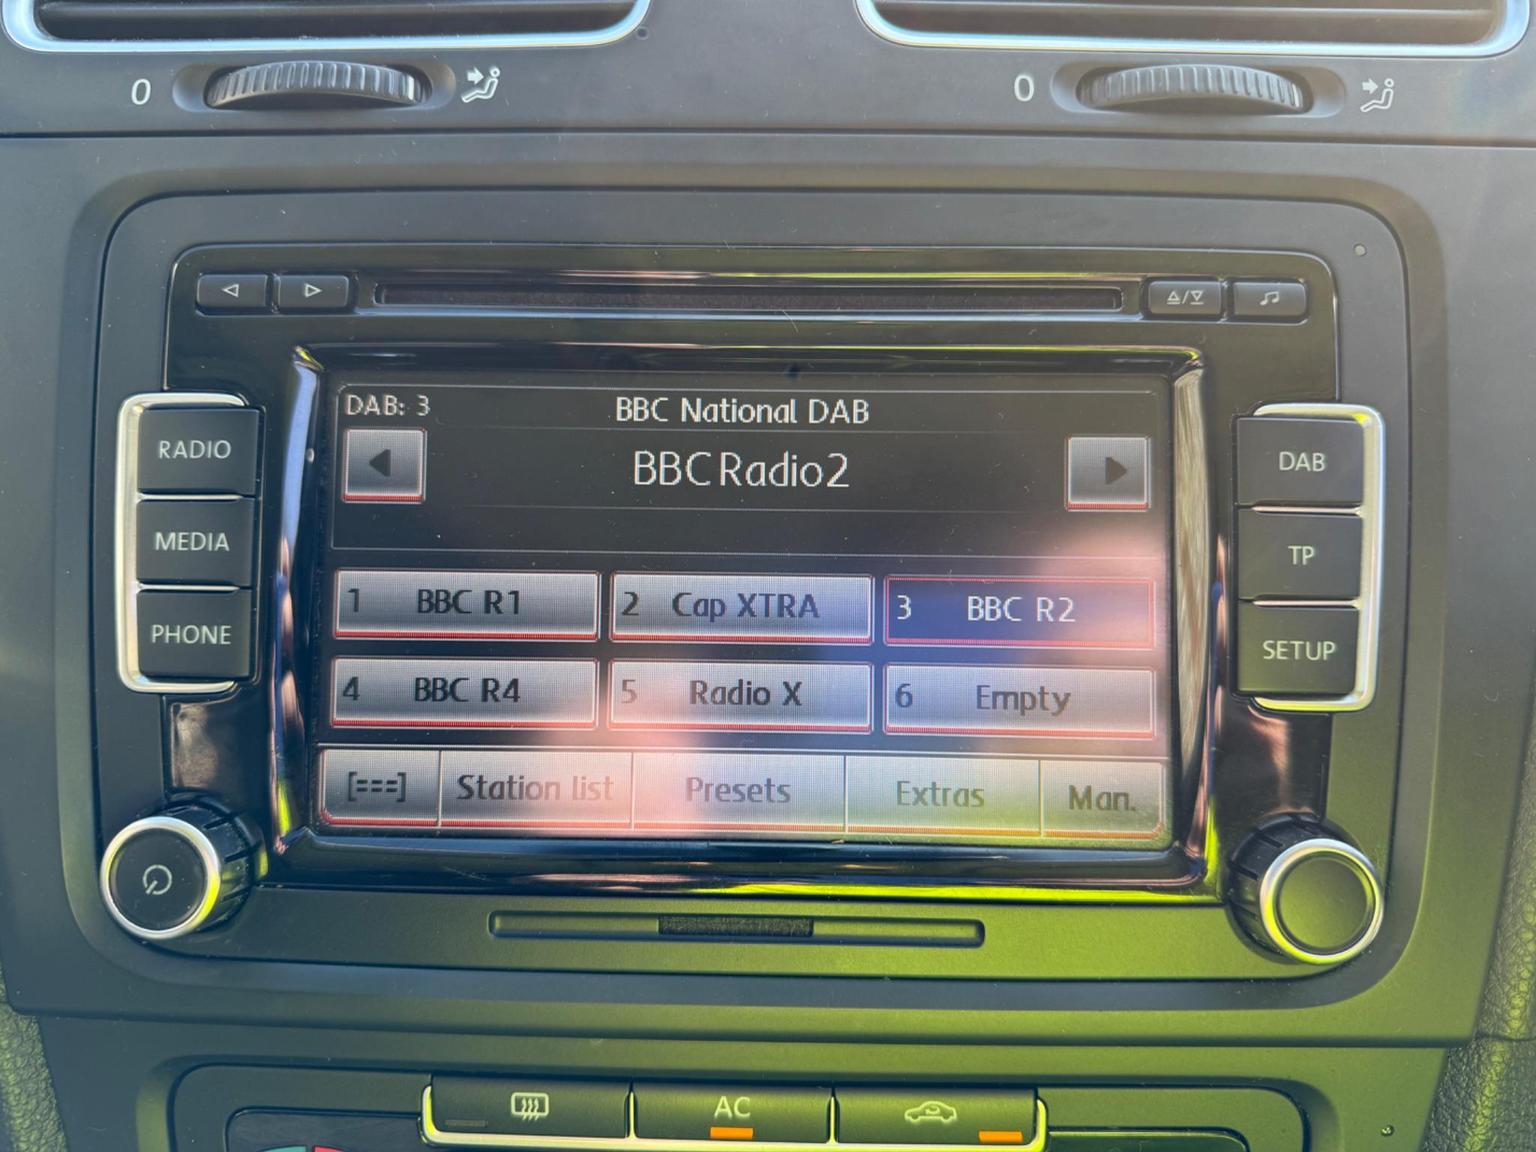 0
0
DAB: 3
BBC National DAB
BBC Radio2
RADIO
MEDIA
PHONE
DAB
TP
SETUP
1 BBC R1
2 Cap XTRA
3 BBC R2
4 BBC R4
5 Radio X
6 Empty
[===] Station list Presets Extras Man.
AC